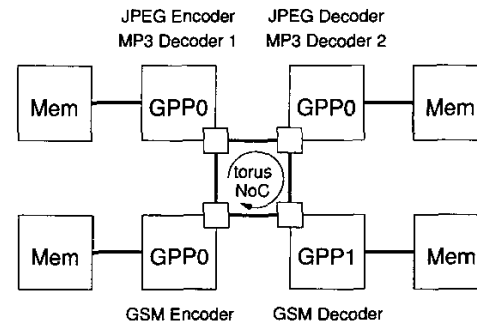 JPEG Encoder JPEG Decoder
MP3 Decoder 1 MP3 Decoder 2
Mem GPP0 GPP0 Mem
torus
NoC
Mem GPP0 GPP1 Mem
GSM Encoder GSM Decoder